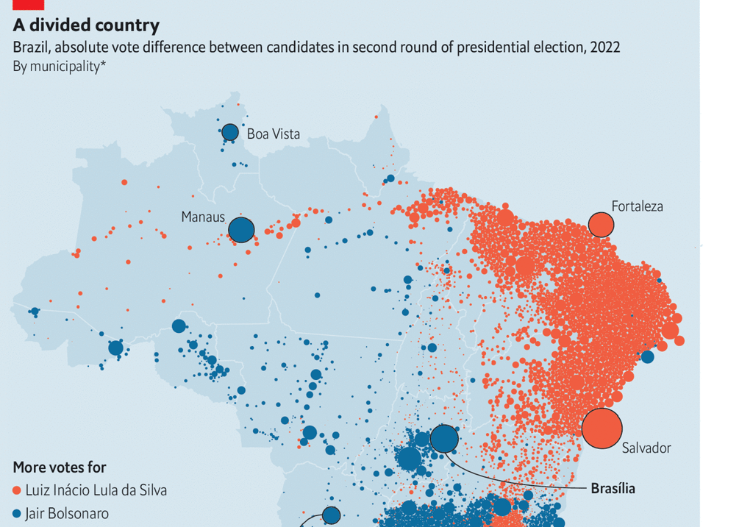 A divided country
Brazil, absolute vote difference between candidates in second round of presidential election, 2022
By municipality*
Boa Vista
Manaus
Fortaleza
Salvador
Brasília
More votes for
Luiz Inácio Lula da Silva
Jair Bolsonaro